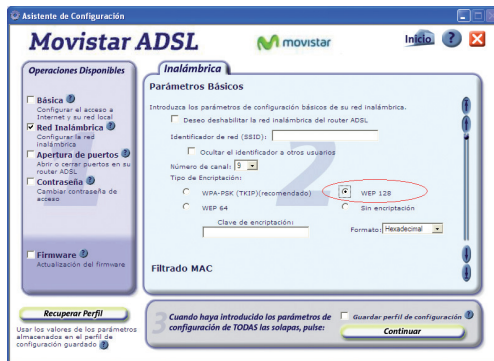 Asistente de Configuración
Movistar ADSL
movistar
Inicio
Operaciones Disponibles
Básica
Configurar el acceso a
Internet y su red local
Red Inalámbrica
Configurar la red
inalámbrica
Apertura de puertos
Abrir o cerrar puertos en su
router ADSL
Contraseña
Cambiar contraseña de
acceso
Firmware
Actualización del firmware
Inalámbrica
Parámetros Básicos
Introduzca los parámetros de configuración básicos de su red inalámbrica.
Deseo deshabilitar la red inalámbrica del router ADSL
Identificador de red (SSID):
Ocultar el identificador a otros usuarios
Número de canal: 9
Tipo de Encriptación:
WPA-PSK (TKIP)(recomendado)
WEP 128
WEP 64
Sin encriptación
Clave de encriptación:
Formato: Hexadecimal
Filtrado MAC
2
Recuperar Perfil
Usar los valores de los parámetros
almacenados en el perfil de
configuración guardado
3
Cuando haya introducido los parámetros de
configuración de TODAS las solapas, pulse:
Guardar perfil de configuración
Continuar